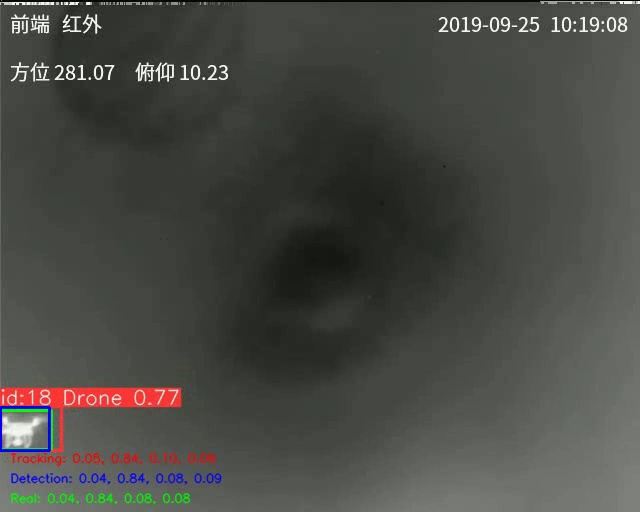 前端 红外 2019-09-25 10:19:08
方位 281.07 俯仰 10.23
id:18 Drone 0.77
Tracking: 0.05, 0.84, 0.10, 0.09
Detection: 0.04, 0.84, 0.08, 0.09
Real: 0.04, 0.84, 0.08, 0.08